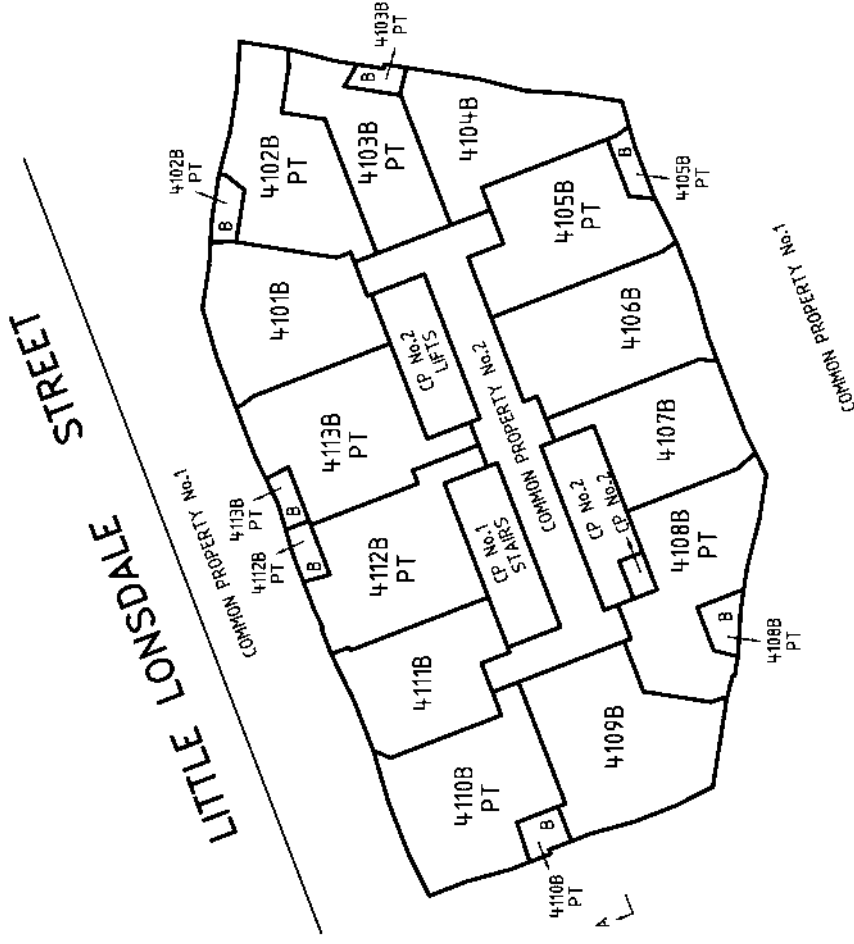 LITTLE LONSDALE STREET
COMMON PROPERTY No.1
4103B
PT
B
4102B
PT
B
4102B
PT
4103B
PT
4104B
4101B
4105B
PT
B
4105B
PT
CP No.2
LIFTS
COMMON PROPERTY No.2
4106B
4113B
PT
4113B
PT
B
4112B
PT
B
4112B
PT
CP No.1
STAIRS
CP No.2
CP No.2
4107B
4108B
PT
B
4108B
PT
4111B
4109B
4110B
PT
B
4110B
PT
A
COMMON PROPERTY No.1